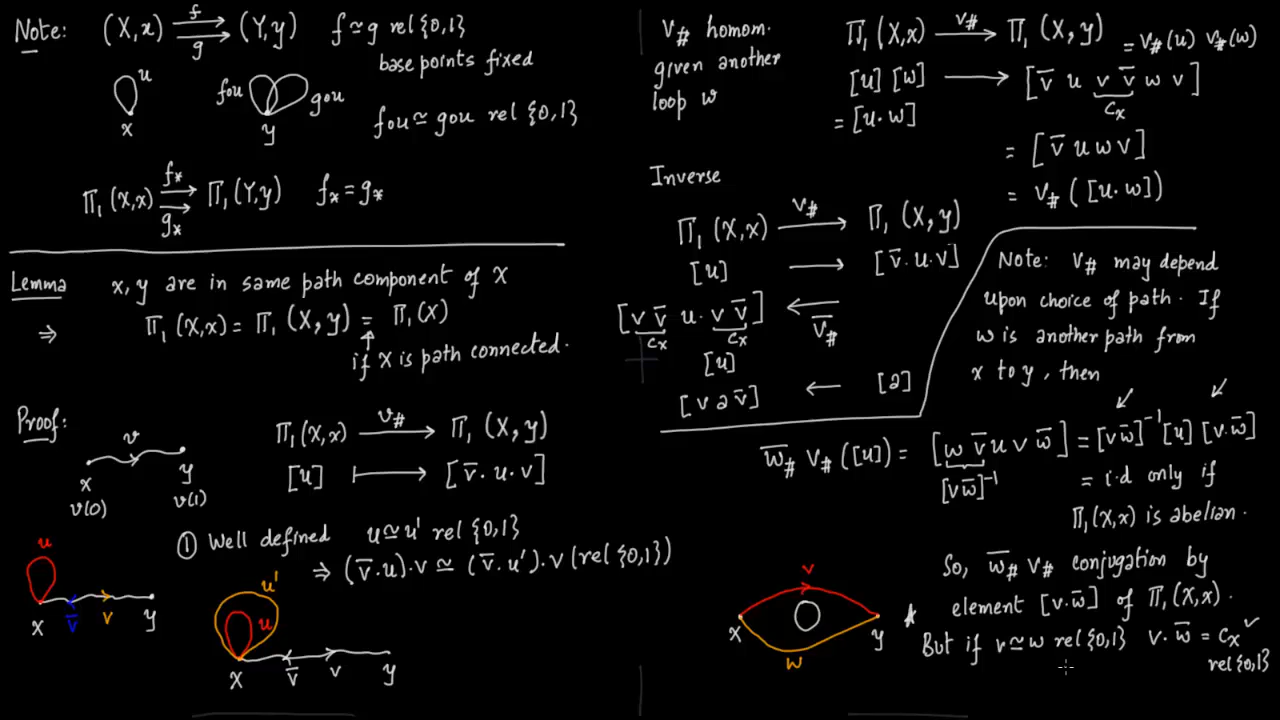 Note: (X,x) f⇉g (Y,y) f≃g rel {0,1}
base points fixed
u fou gou
x y
fou ≃ gou rel {0,1}
Π₁(X,x) f*⇉g* Π₁(Y,y) f* = g*
Lemma x, y are in same path component of X
⇒ Π₁(X,x) = Π₁(X,y) = Π₁(X)
if X is path connected.
Proof: v
x y
v(0) v(1)
Π₁(X,x) —v#→ Π₁(X,y)
[u] ⟼ [v̅·u·v]
① Well defined u≃u' rel {0,1}
⇒ (v̅·u)·v ≃ (v̅·u')·v (rel {0,1})
u
x v̅ v y
u'
u
x v̅ v y
V# homom.
given another
loop w
Π₁(X,x) —v#→ Π₁(X,y) = V#(u) V#(w)
[u] [w] → [v̅ u v v̅ w v]
cx
= [u·w]
= [v̅ u w v]
= V#([u·w])
Inverse
Π₁(X,x) —V#→ Π₁(X,y)
[u] → [v̅·u·v]
[v v̅ u· v v̅] ← V̅#
cx cx
[u]
[v a v̅] ← [a]
Note: V# may depend
upon choice of path. If
w is another path from
x to y, then
w̅# V#([u]) = [w v̅ u v w̅] = [v w̅]⁻¹ [u] [v·w̅]
[v w̅]⁻¹
= i.d only if
Π₁(X,x) is abelian.
So, w̅# V# conjugation by
element [v·w̅] of Π₁(X,x).
But if v≃w rel {0,1} v·w̅ = cx ✓
rel {0,1}
v
x y
w